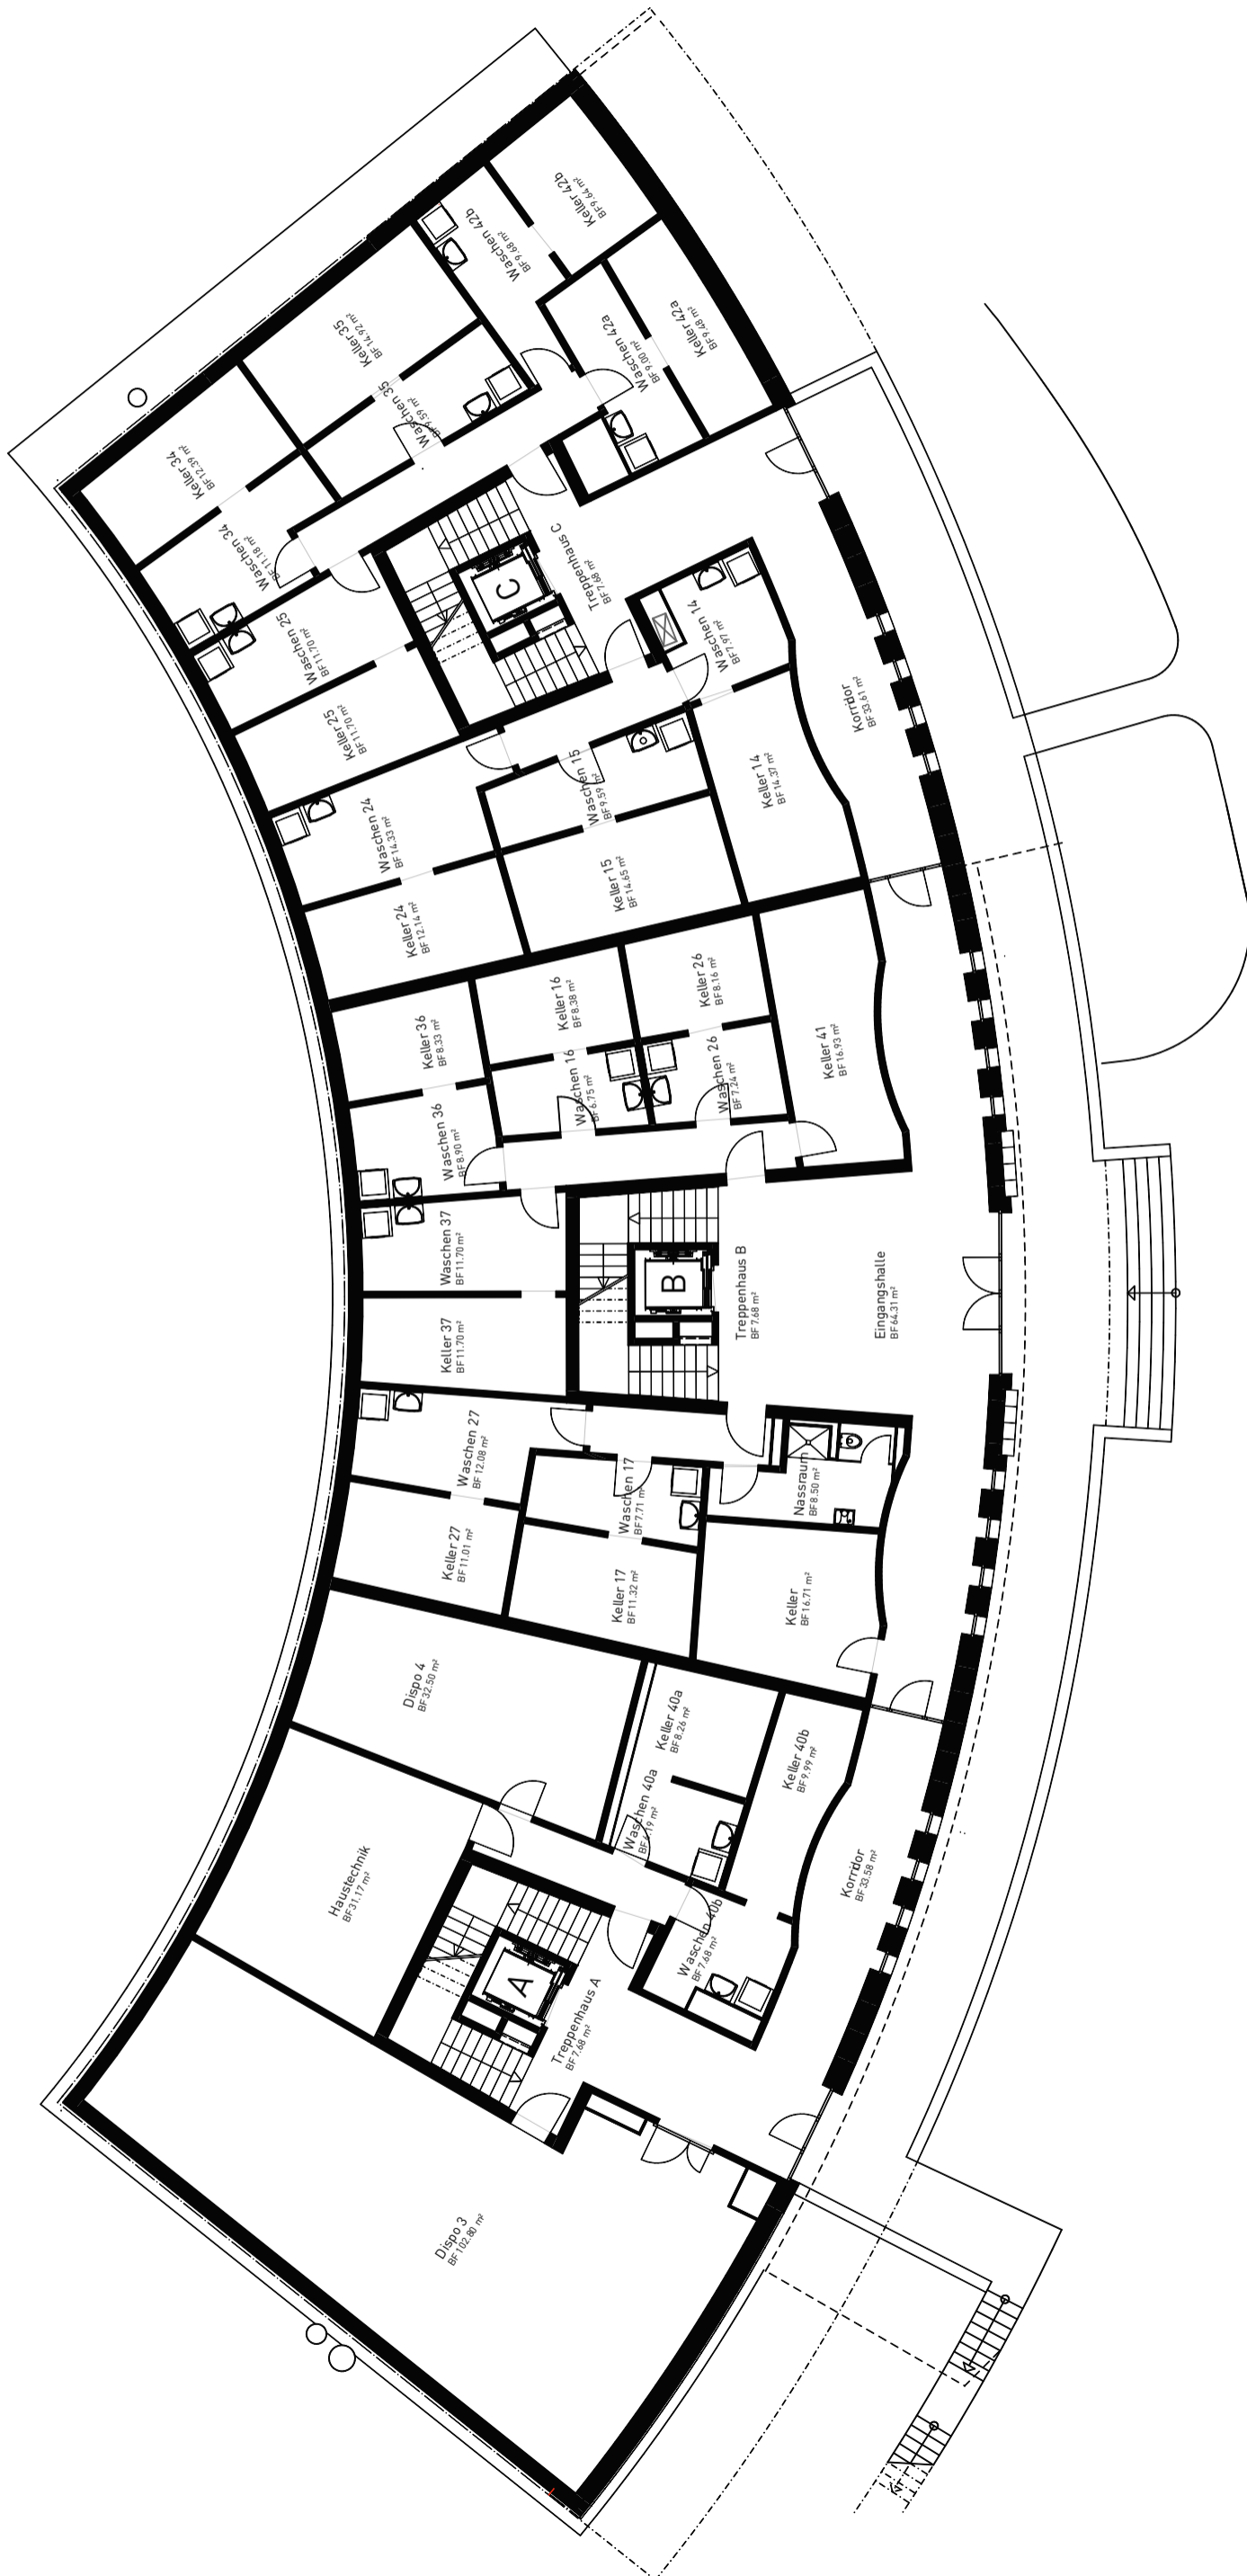 Keller 42b
BF 9.64 m²
Waschen 42b
BF 9.68 m²
Keller 42a
BF 9.48 m²
Waschen 42a
BF 9.00 m²
Keller 35
BF 14.92 m²
Waschen 35
BF 9.59 m²
Keller 34
BF 12.39 m²
Waschen 34
BF 11.18 m²
Waschen 25
BF 11.70 m²
Keller 25
BF 11.70 m²
C
Treppenhaus C
BF 7.68 m²
Waschen 14
BF 7.97 m²
Korridor
BF 33.61 m²
Keller 14
BF 14.37 m²
Waschen 15
BF 9.59 m²
Keller 15
BF 14.65 m²
Waschen 24
BF 14.33 m²
Keller 24
BF 12.14 m²
Keller 36
BF 8.33 m²
Keller 16
BF 8.38 m²
Keller 26
BF 8.16 m²
Keller 41
BF 16.93 m²
Waschen 36
BF 8.90 m²
Waschen 16
BF 6.75 m²
Waschen 26
BF 7.24 m²
Waschen 37
BF 11.70 m²
Keller 37
BF 11.70 m²
B
Treppenhaus B
BF 7.68 m²
Eingangshalle
BF 64.31 m²
Waschen 27
BF 12.08 m²
Keller 27
BF 11.01 m²
Waschen 17
BF 7.71 m²
Keller 17
BF 11.32 m²
Nassraum
BF 8.50 m²
Keller
BF 16.71 m²
Dispo 4
BF 32.50 m²
Keller 40a
BF 8.26 m²
Waschen 40a
BF 6.19 m²
Keller 40b
BF 9.99 m²
Waschen 40b
BF 7.68 m²
Korridor
BF 33.58 m²
Haustechnik
BF 31.17 m²
A
Treppenhaus A
BF 7.68 m²
Dispo 3
BF 102.80 m²